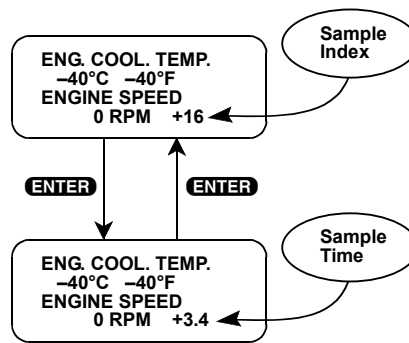 Sample
Index
ENG. COOL. TEMP.
–40°C –40°F
ENGINE SPEED
0 RPM +16
ENTER ENTER
Sample
Time
ENG. COOL. TEMP.
–40°C –40°F
ENGINE SPEED
0 RPM +3.4